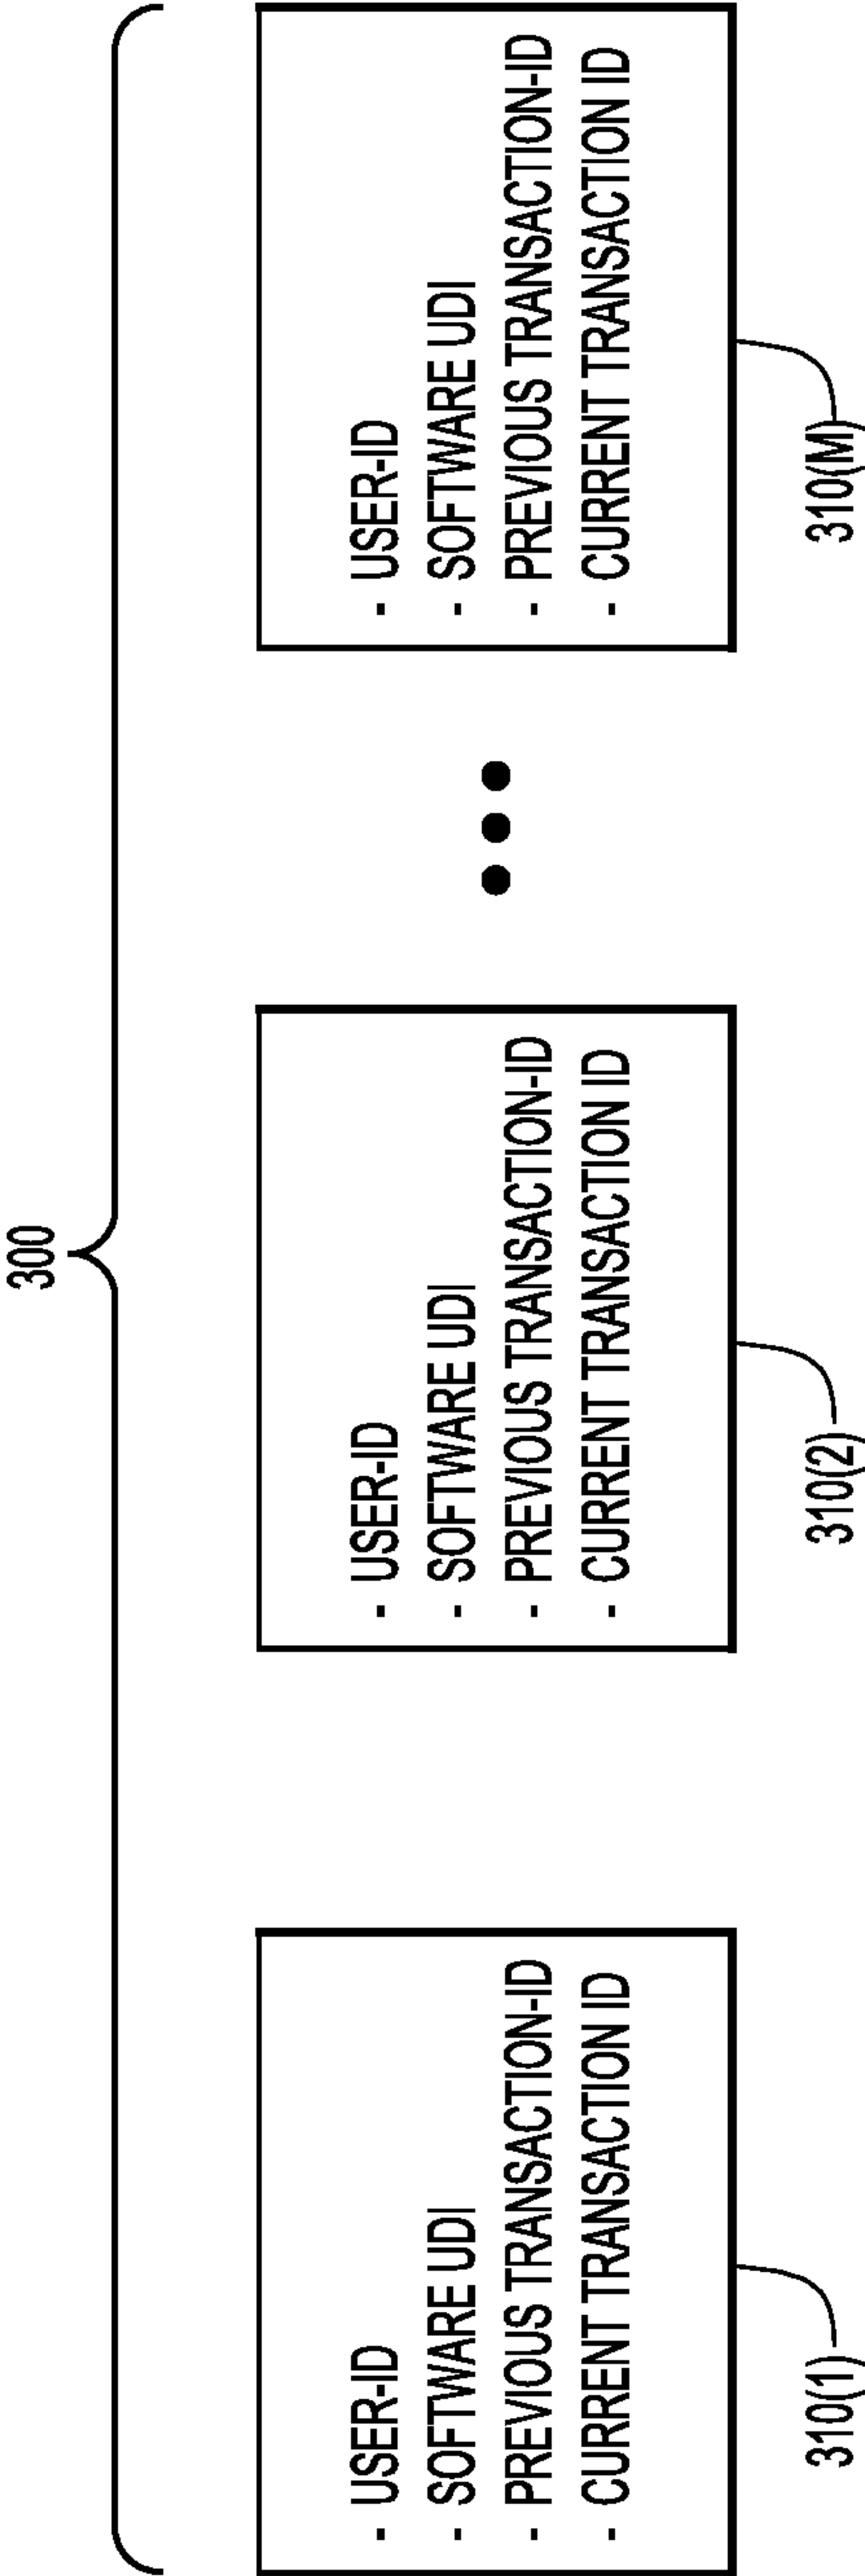 300
- USER-ID
- SOFTWARE UDI
- PREVIOUS TRANSACTION-ID
- CURRENT TRANSACTION ID
310(1)
- USER-ID
- SOFTWARE UDI
- PREVIOUS TRANSACTION-ID
- CURRENT TRANSACTION ID
310(2)
- USER-ID
- SOFTWARE UDI
- PREVIOUS TRANSACTION-ID
- CURRENT TRANSACTION ID
310(M)